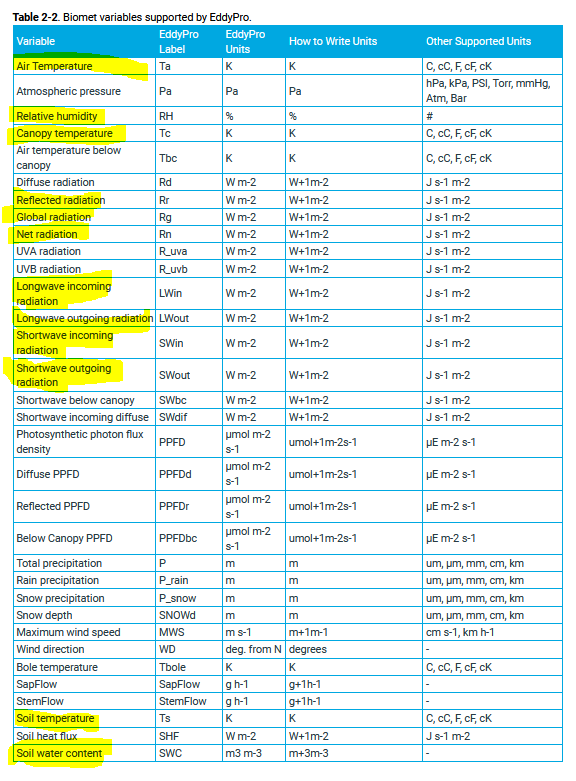 Table 2-2. Biomet variables supported by EddyPro.
Variable EddyPro Label EddyPro Units How to Write Units Other Supported Units
Air Temperature Ta K K C, cC, F, cF, cK
Atmospheric pressure Pa Pa Pa hPa, kPa, PSI, Torr, mmHg, Atm, Bar
Relative humidity RH % % #
Canopy temperature Tc K K C, cC, F, cF, cK
Air temperature below canopy Tbc K K C, cC, F, cF, cK
Diffuse radiation Rd W m-2 W+1m-2 J s-1 m-2
Reflected radiation Rr W m-2 W+1m-2 J s-1 m-2
Global radiation Rg W m-2 W+1m-2 J s-1 m-2
Net radiation Rn W m-2 W+1m-2 J s-1 m-2
UVA radiation R_uva W m-2 W+1m-2 J s-1 m-2
UVB radiation R_uvb W m-2 W+1m-2 J s-1 m-2
Longwave incoming radiation LWin W m-2 W+1m-2 J s-1 m-2
Longwave outgoing radiation LWout W m-2 W+1m-2 J s-1 m-2
Shortwave incoming radiation SWin W m-2 W+1m-2 J s-1 m-2
Shortwave outgoing radiation SWout W m-2 W+1m-2 J s-1 m-2
Shortwave below canopy SWbc W m-2 W+1m-2 J s-1 m-2
Shortwave incoming diffuse SWdif W m-2 W+1m-2 J s-1 m-2
Photosynthetic photon flux density PPFD µmol m-2 s-1 umol+1m-2s-1 µE m-2 s-1
Diffuse PPFD PPFDd µmol m-2 s-1 umol+1m-2s-1 µE m-2 s-1
Reflected PPFD PPFDr µmol m-2 s-1 umol+1m-2s-1 µE m-2 s-1
Below Canopy PPFD PPFDbc µmol m-2 s-1 umol+1m-2s-1 µE m-2 s-1
Total precipitation P m m um, µm, mm, cm, km
Rain precipitation P_rain m m um, µm, mm, cm, km
Snow precipitation P_snow m m um, µm, mm, cm, km
Snow depth SNOWd m m um, µm, mm, cm, km
Maximum wind speed MWS m s-1 m+1m-1 cm s-1, km h-1
Wind direction WD deg. from N degrees -
Bole temperature Tbole K K C, cC, F, cF, cK
SapFlow SapFlow g h-1 g+1h-1 -
StemFlow StemFlow g h-1 g+1h-1 -
Soil temperature Ts K K C, cC, F, cF, cK
Soil heat flux SHF W m-2 W+1m-2 J s-1 m-2
Soil water content SWC m3 m-3 m+3m-3 -